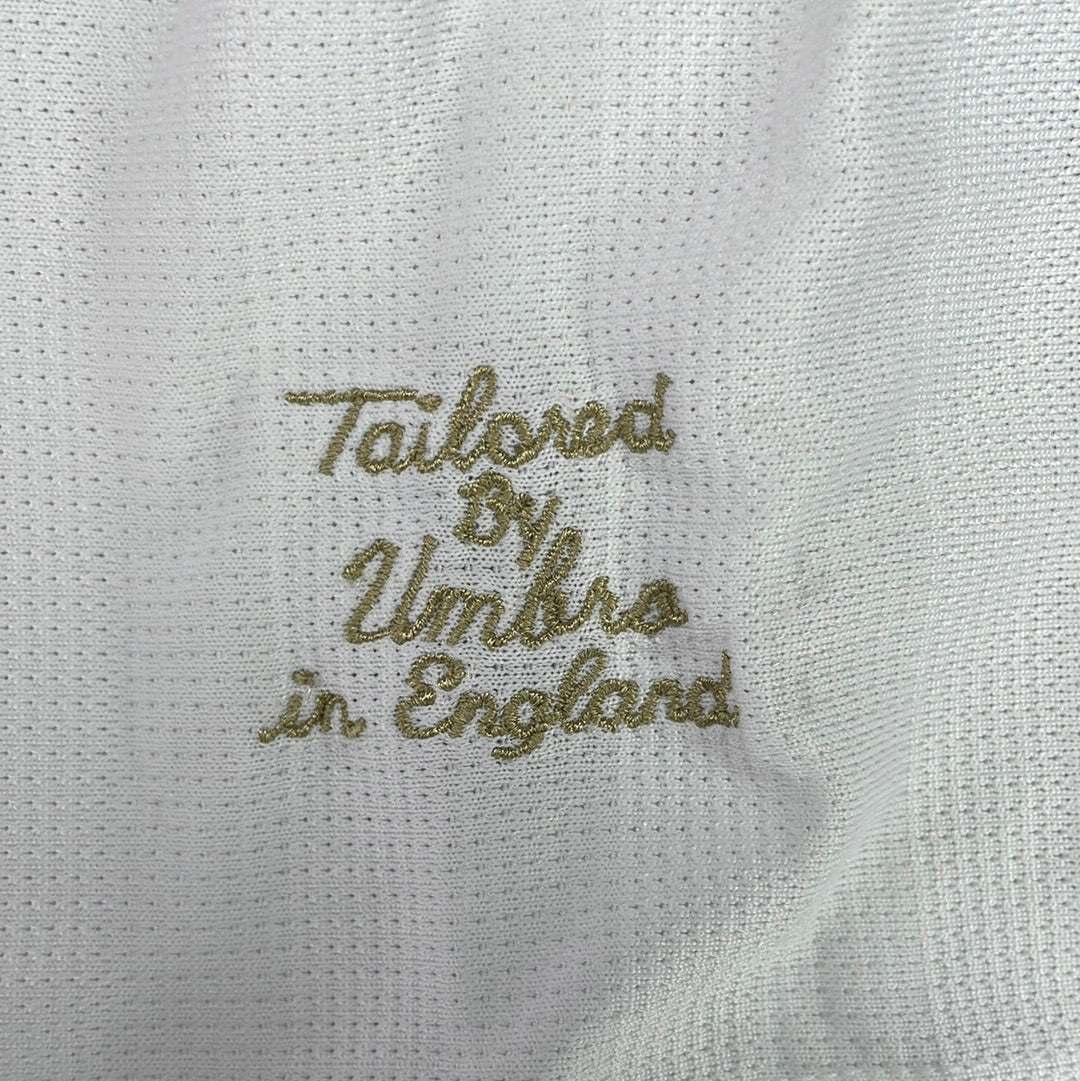 Tailored
By
Umbro
in England